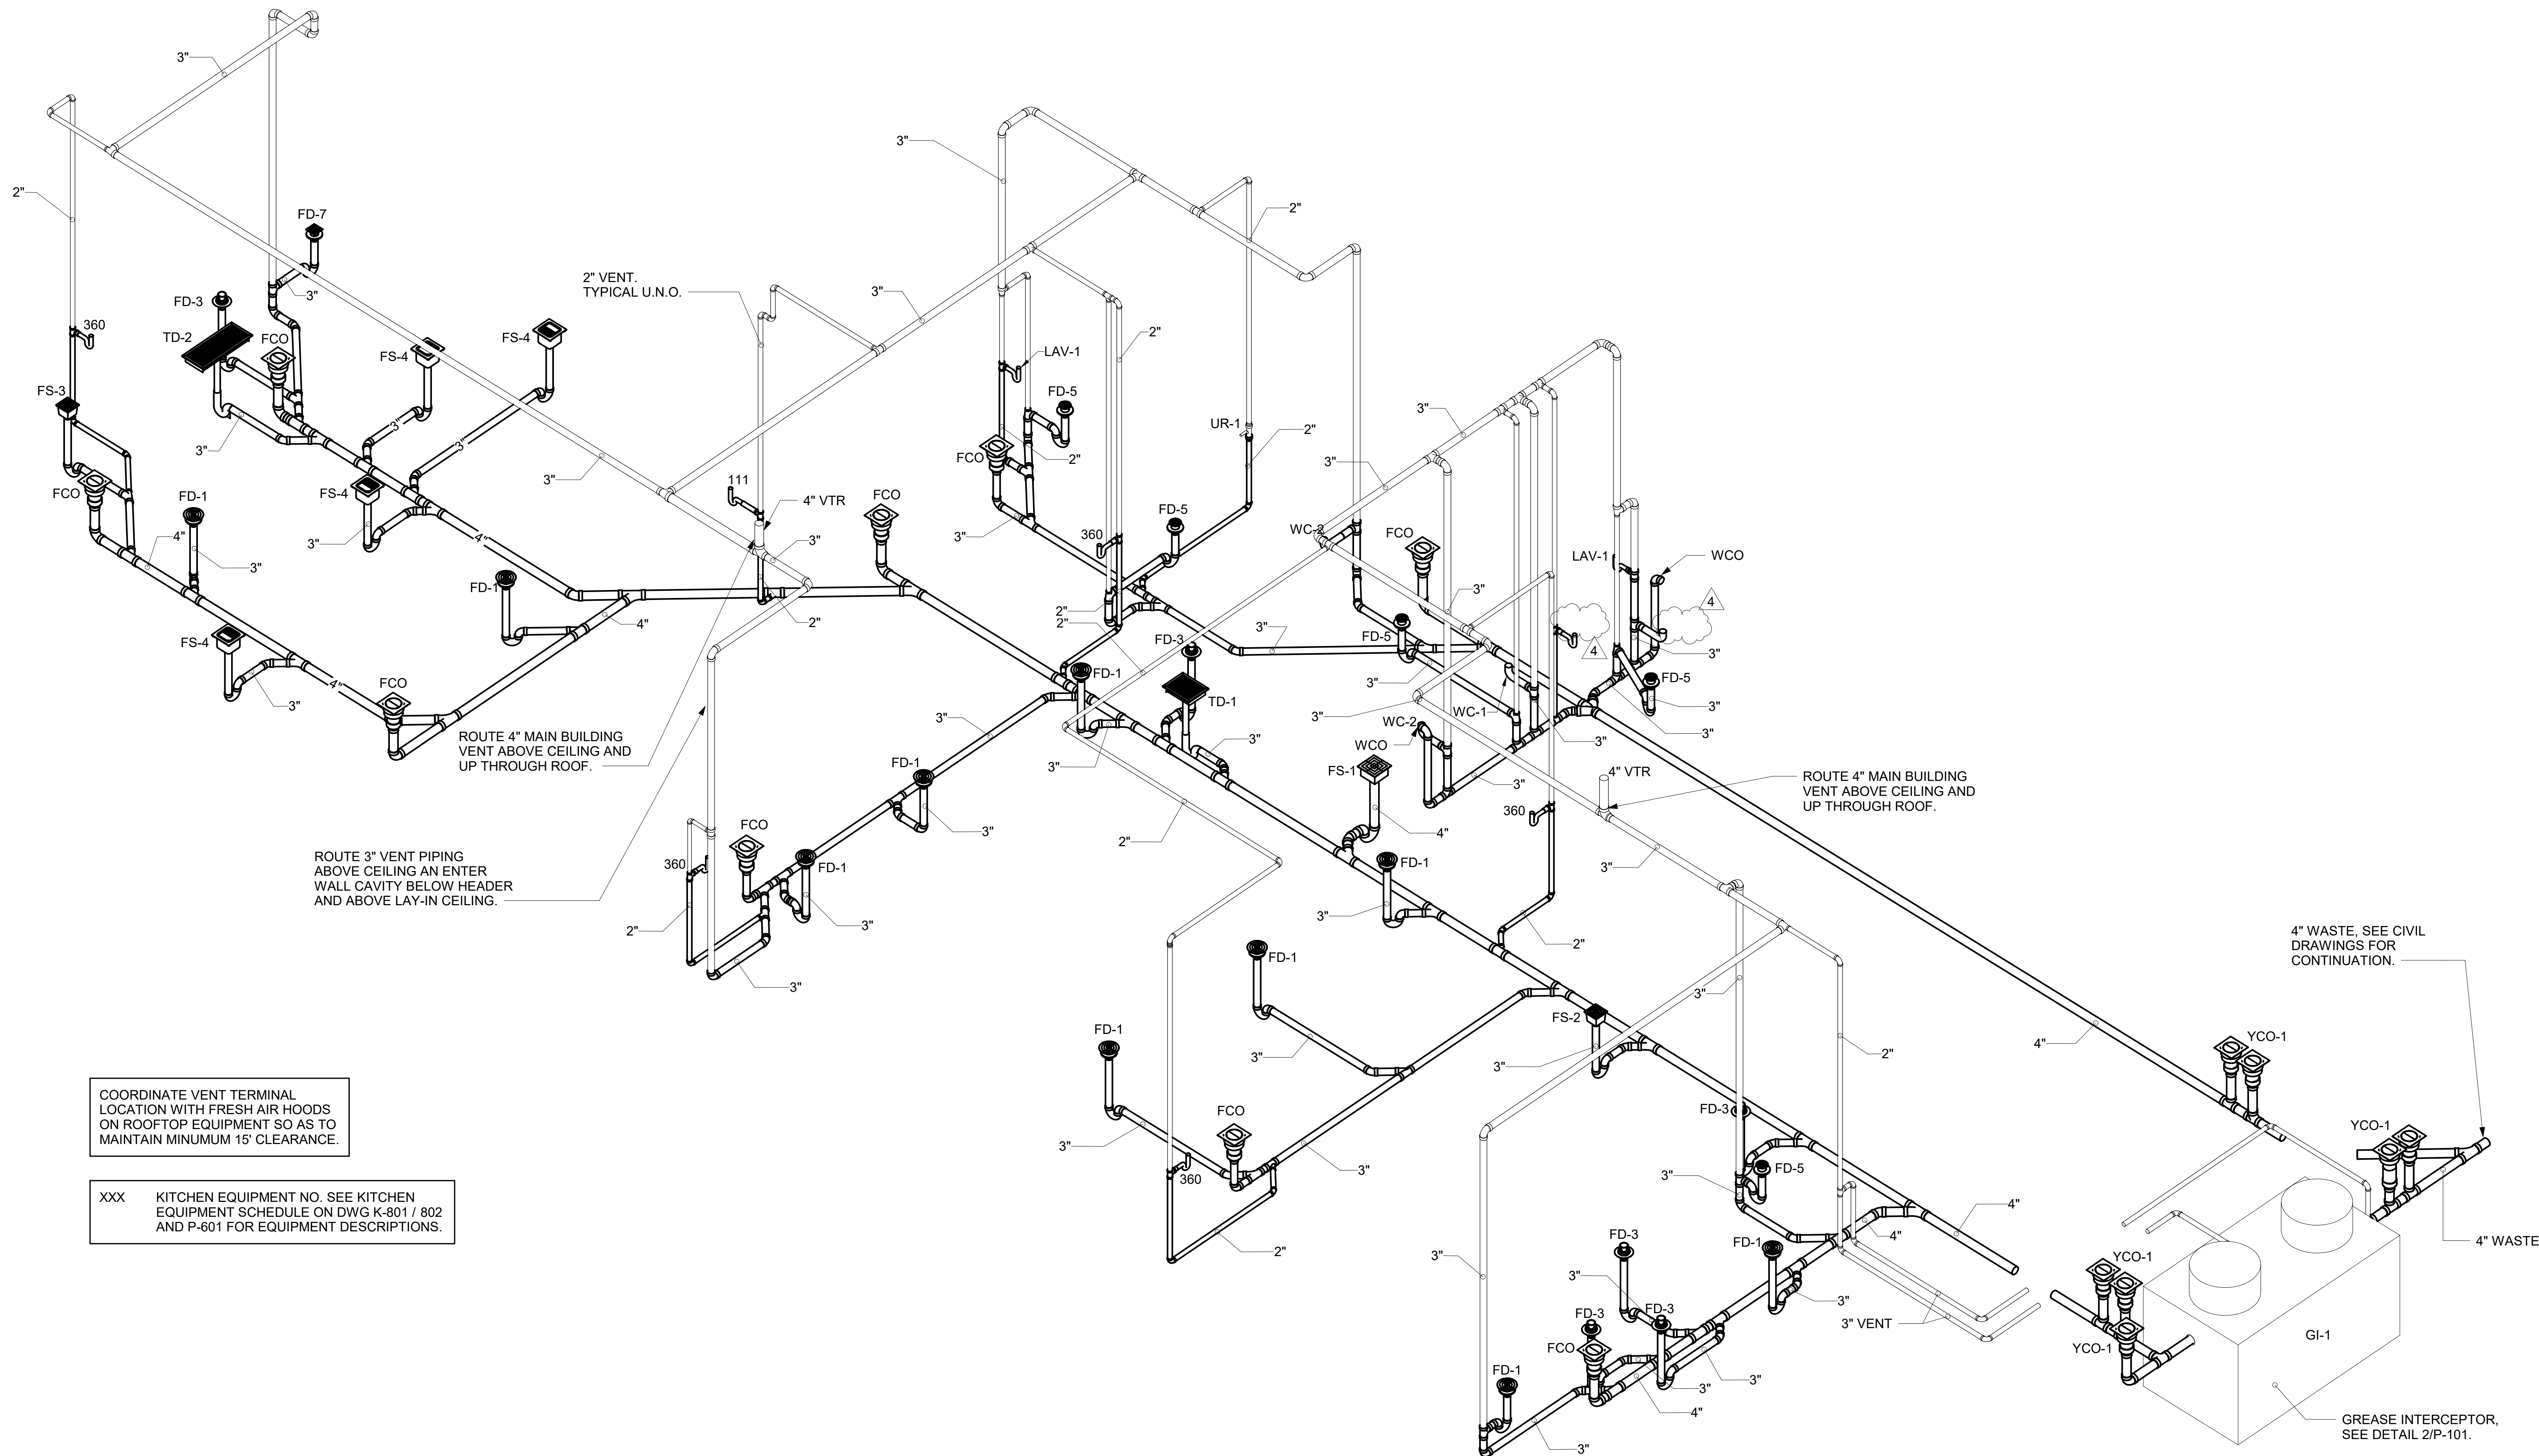 3"
2"
FD-7
3"
FD-3
TD-2
FCO
360
FS-3
FS-4
FS-4
3"
3"
3"
FCO
FD-1
4"
3"
FS-4
3"
4"
FS-4
3"
4"
FD-1
4"
FCO
2" VENT.
TYPICAL U.N.O.
3"
3"
3"
111
4" VTR
3"
2"
FCO
ROUTE 4" MAIN BUILDING
VENT ABOVE CEILING AND
UP THROUGH ROOF.
ROUTE 3" VENT PIPING
ABOVE CEILING AN ENTER
WALL CAVITY BELOW HEADER
AND ABOVE LAY-IN CEILING.
3"
2"
2"
LAV-1
FD-5
FCO
2"
UR-1
2"
3"
FD-5
360
2"
2"
3"
FD-3
FD-1
TD-1
3"
3"
3"
FD-1
3"
FCO
360
FD-1
3"
2"
3"
3"
3"
3"
WC-2
FCO
3"
FD-5
3"
WC-1
WC-2
WCO
3"
3"
LAV-1
WCO
4
4
3"
FD-5
3"
3"
3"
FS-1
4"
360
4" VTR
ROUTE 4" MAIN BUILDING
VENT ABOVE CEILING AND
UP THROUGH ROOF.
2"
FD-1
3"
2"
3"
FD-1
3"
FD-1
3"
FCO
3"
360
2"
FS-2
3"
3"
2"
FD-3
FD-5
3"
4"
4"
3"
FD-3
3"
FD-1
3"
FD-3
FD-3
FCO
3"
3"
4"
FD-1
3"
3" VENT
4"
YCO-1
YCO-1
4" WASTE, SEE CIVIL
DRAWINGS FOR
CONTINUATION.
4" WASTE
YCO-1
YCO-1
GI-1
GREASE INTERCEPTOR,
SEE DETAIL 2/P-101.
COORDINATE VENT TERMINAL
LOCATION WITH FRESH AIR HOODS
ON ROOFTOP EQUIPMENT SO AS TO
MAINTAIN MINUMUM 15' CLEARANCE.
XXX KITCHEN EQUIPMENT NO. SEE KITCHEN
EQUIPMENT SCHEDULE ON DWG K-801 / 802
AND P-601 FOR EQUIPMENT DESCRIPTIONS.